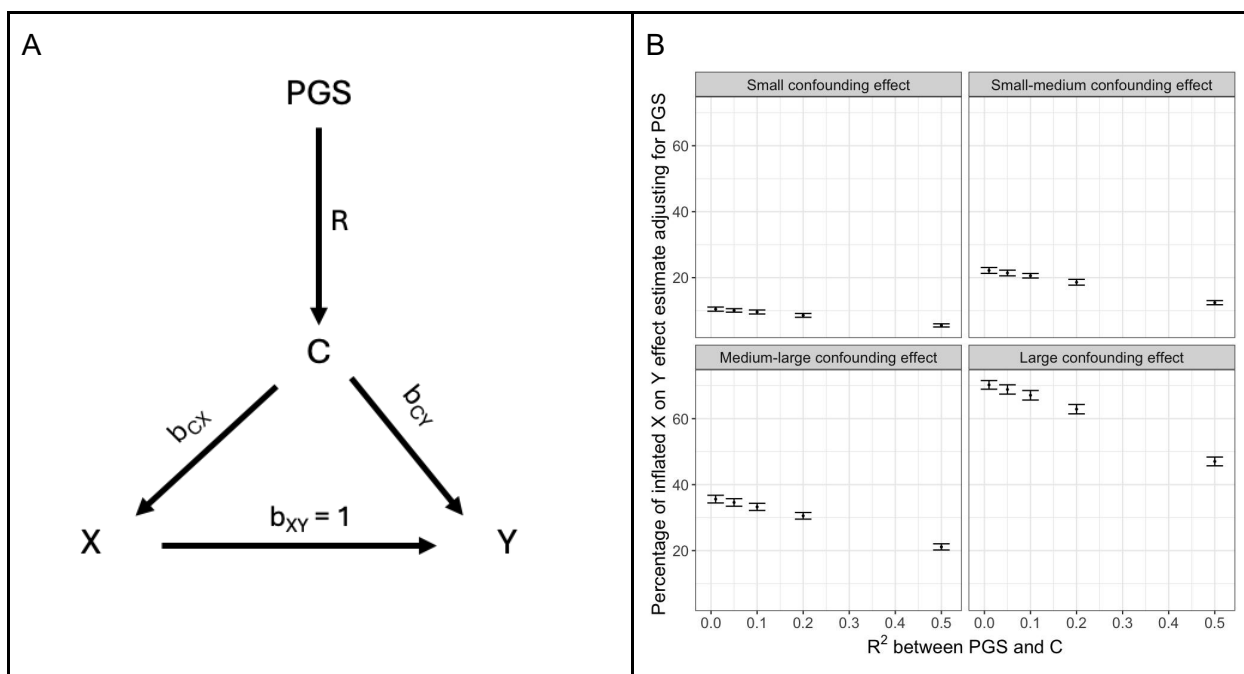 A
PGS
R
C
b_CX
b_CY
b_XY = 1
X
Y
B
Percentage of inflated X on Y effect estimate adjusting for PGS
Small confounding effect
Small-medium confounding effect
60
40
20
Medium-large confounding effect
Large confounding effect
60
40
20
0.0 0.1 0.2 0.3 0.4 0.5 0.0 0.1 0.2 0.3 0.4 0.5
R² between PGS and C